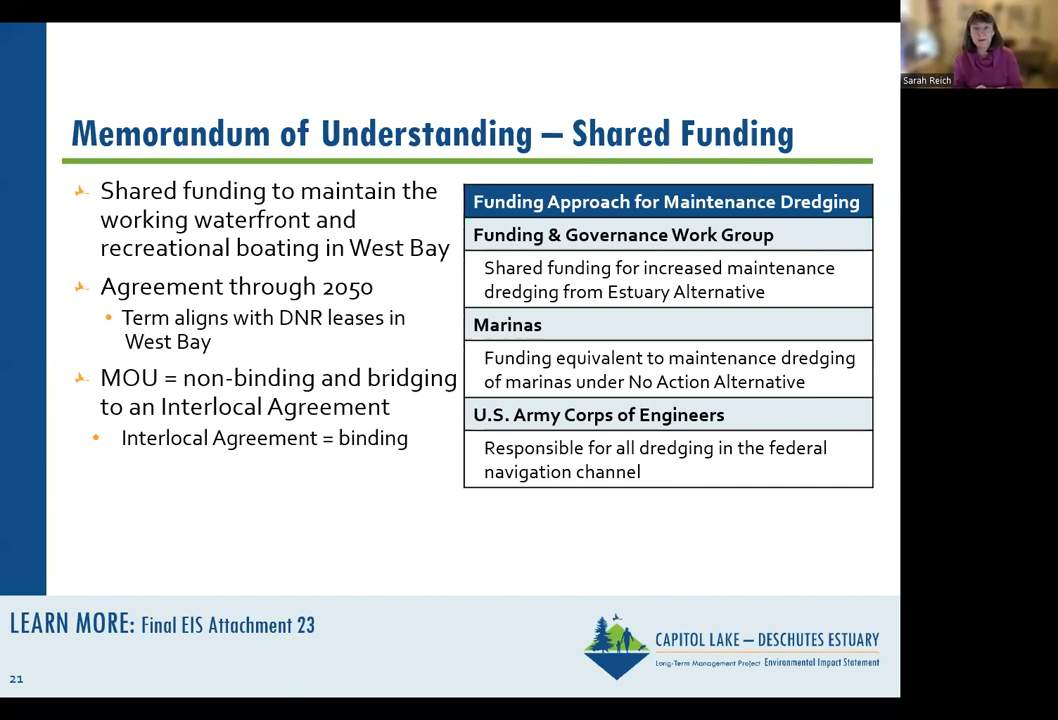 Sarah Reich
Memorandum of Understanding – Shared Funding
Shared funding to maintain the
working waterfront and
recreational boating in West Bay
Agreement through 2050
• Term aligns with DNR leases in
West Bay
MOU = non-binding and bridging
to an Interlocal Agreement
• Interlocal Agreement = binding
Funding Approach for Maintenance Dredging
Funding & Governance Work Group
Shared funding for increased maintenance
dredging from Estuary Alternative
Marinas
Funding equivalent to maintenance dredging
of marinas under No Action Alternative
U.S. Army Corps of Engineers
Responsible for all dredging in the federal
navigation channel
LEARN MORE: Final EIS Attachment 23
CAPITOL LAKE – DESCHUTES ESTUARY
Long-Term Management Project Environmental Impact Statement
21